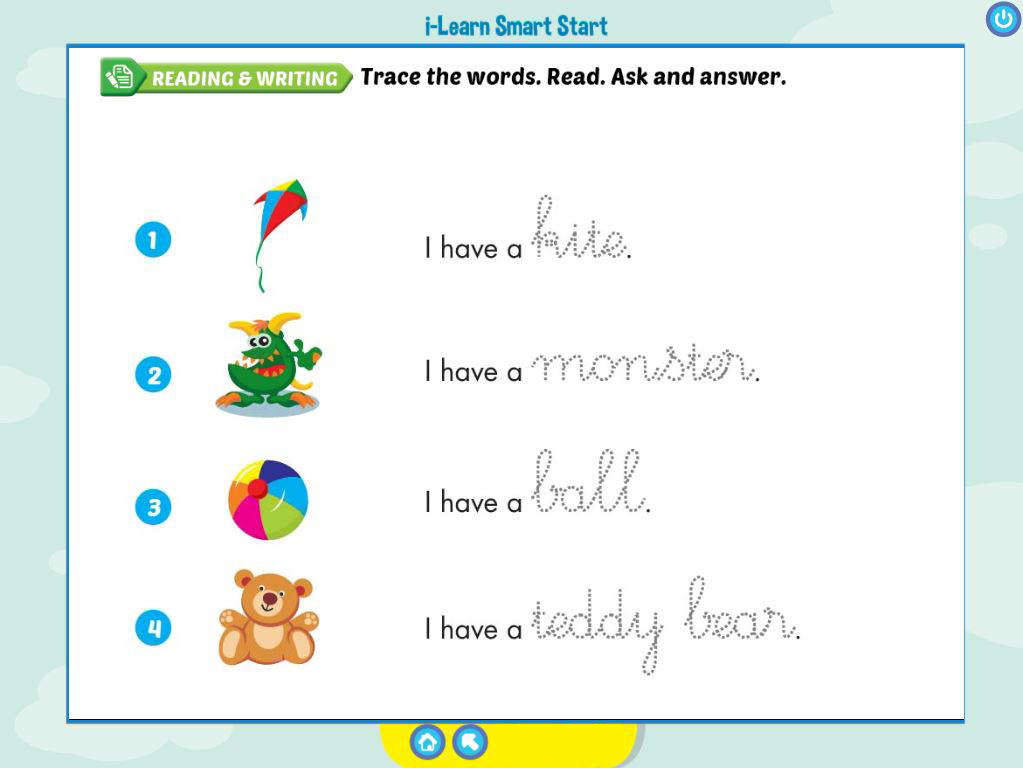 i-Learn Smart Start
READING & WRITING Trace the words. Read. Ask and answer.
1 I have a kite.
2 I have a monster.
3 I have a ball.
4 I have a teddy bear.